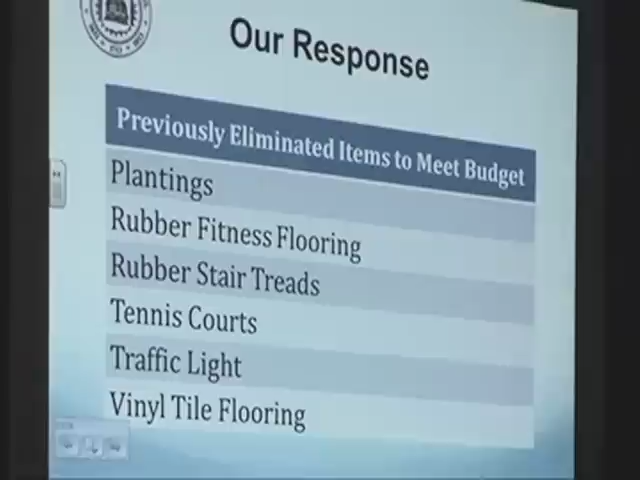 Our Response
Previously Eliminated Items to Meet Budget
Plantings
Rubber Fitness Flooring
Rubber Stair Treads
Tennis Courts
Traffic Light
Vinyl Tile Flooring